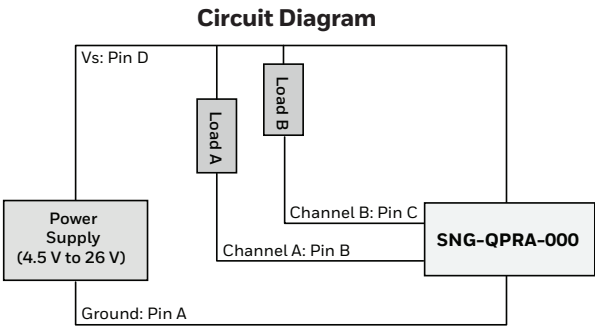 Circuit Diagram
Vs: Pin D
Load A
Load B
Channel B: Pin C
Channel A: Pin B
Power
Supply
(4.5 V to 26 V)
SNG-QPRA-000
Ground: Pin A